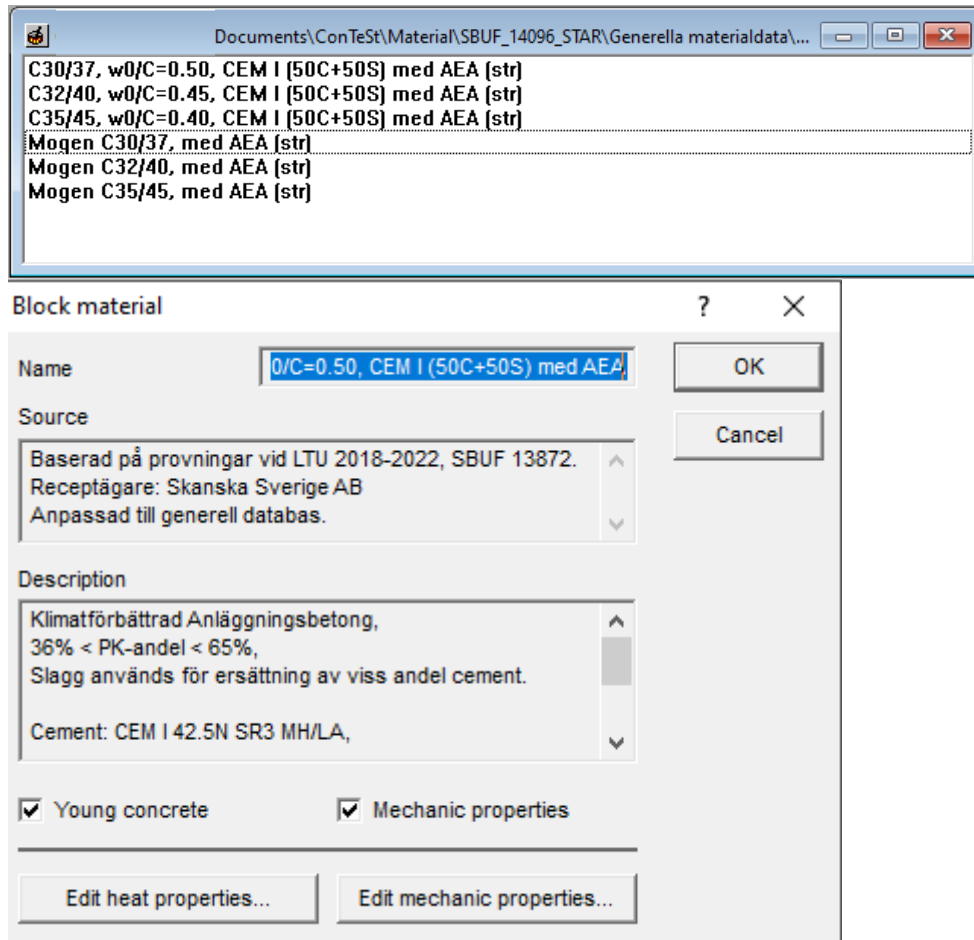 Documents\ConTeSt\Material\SBUF_14096_STAR\Generella materialdata\...
C30/37, w0/C=0.50, CEM I (50C+50S) med AEA (str)
C32/40, w0/C=0.45, CEM I (50C+50S) med AEA (str)
C35/45, w0/C=0.40, CEM I (50C+50S) med AEA (str)
Mogen C30/37, med AEA (str)
Mogen C32/40, med AEA (str)
Mogen C35/45, med AEA (str)
Block material ?
Name 0/C=0.50, CEM I (50C+50S) med AEA OK
Source Cancel
Baserad på provningar vid LTU 2018-2022, SBUF 13872.
Receptägare: Skanska Sverige AB
Anpassad till generell databas.
Description
Klimatförbättrad Anläggningsbetong,
36% < PK-andel < 65%,
Slagg används för ersättning av viss andel cement.
Cement: CEM I 42.5N SR3 MH/LA,
Young concrete Mechanic properties
Edit heat properties... Edit mechanic properties...